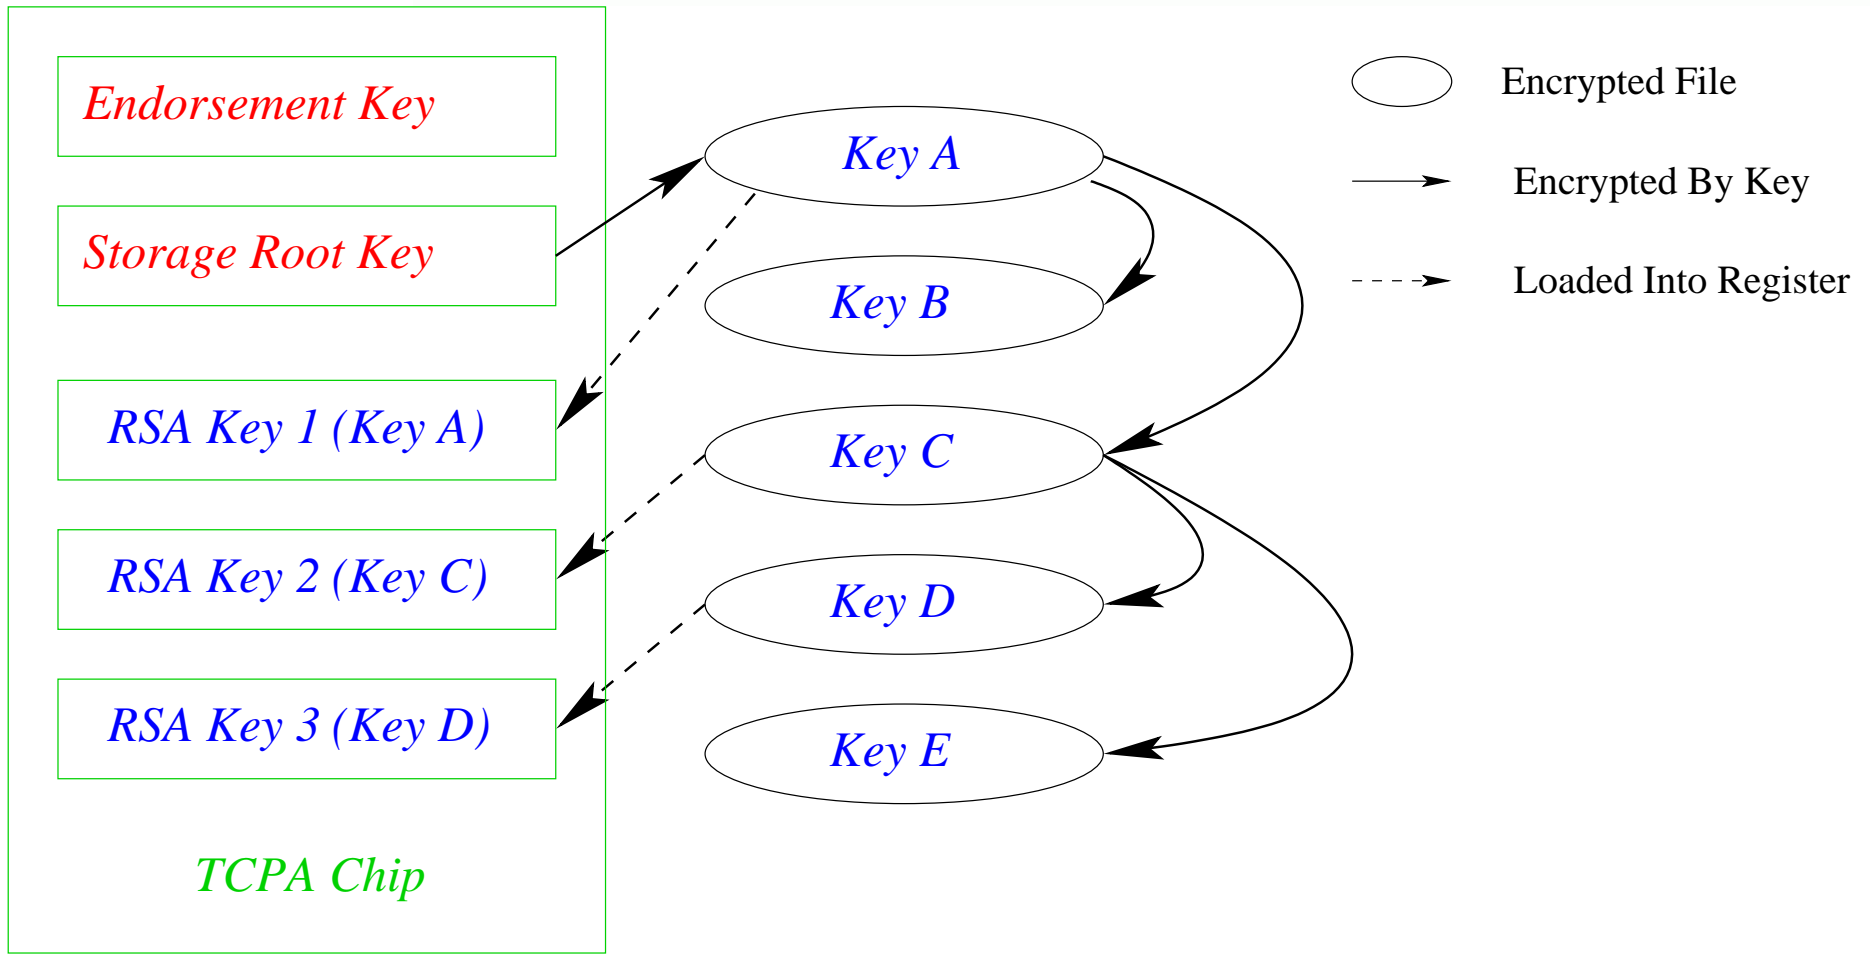 Endorsement Key
Storage Root Key
RSA Key 1 (Key A)
RSA Key 2 (Key C)
RSA Key 3 (Key D)
TCPA Chip
Key A
Key B
Key C
Key D
Key E
Encrypted File
Encrypted By Key
Loaded Into Register